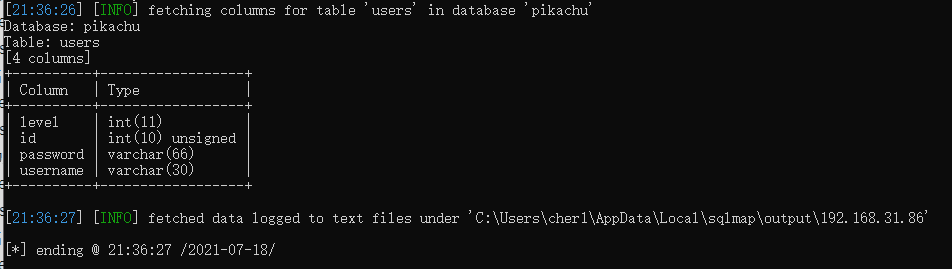 [21:36:26] [INFO] fetching columns for table 'users' in database 'pikachu'
Database: pikachu
Table: users
[4 columns]
+----------+------------------+
| Column   | Type             |
+----------+------------------+
| level    | int(11)          |
| id       | int(10) unsigned |
| password | varchar(66)      |
| username | varchar(30)      |
+----------+------------------+
[21:36:27] [INFO] fetched data logged to text files under 'C:\Users\cher1\AppData\Local\sqlmap\output\192.168.31.86'
[*] ending @ 21:36:27 /2021-07-18/